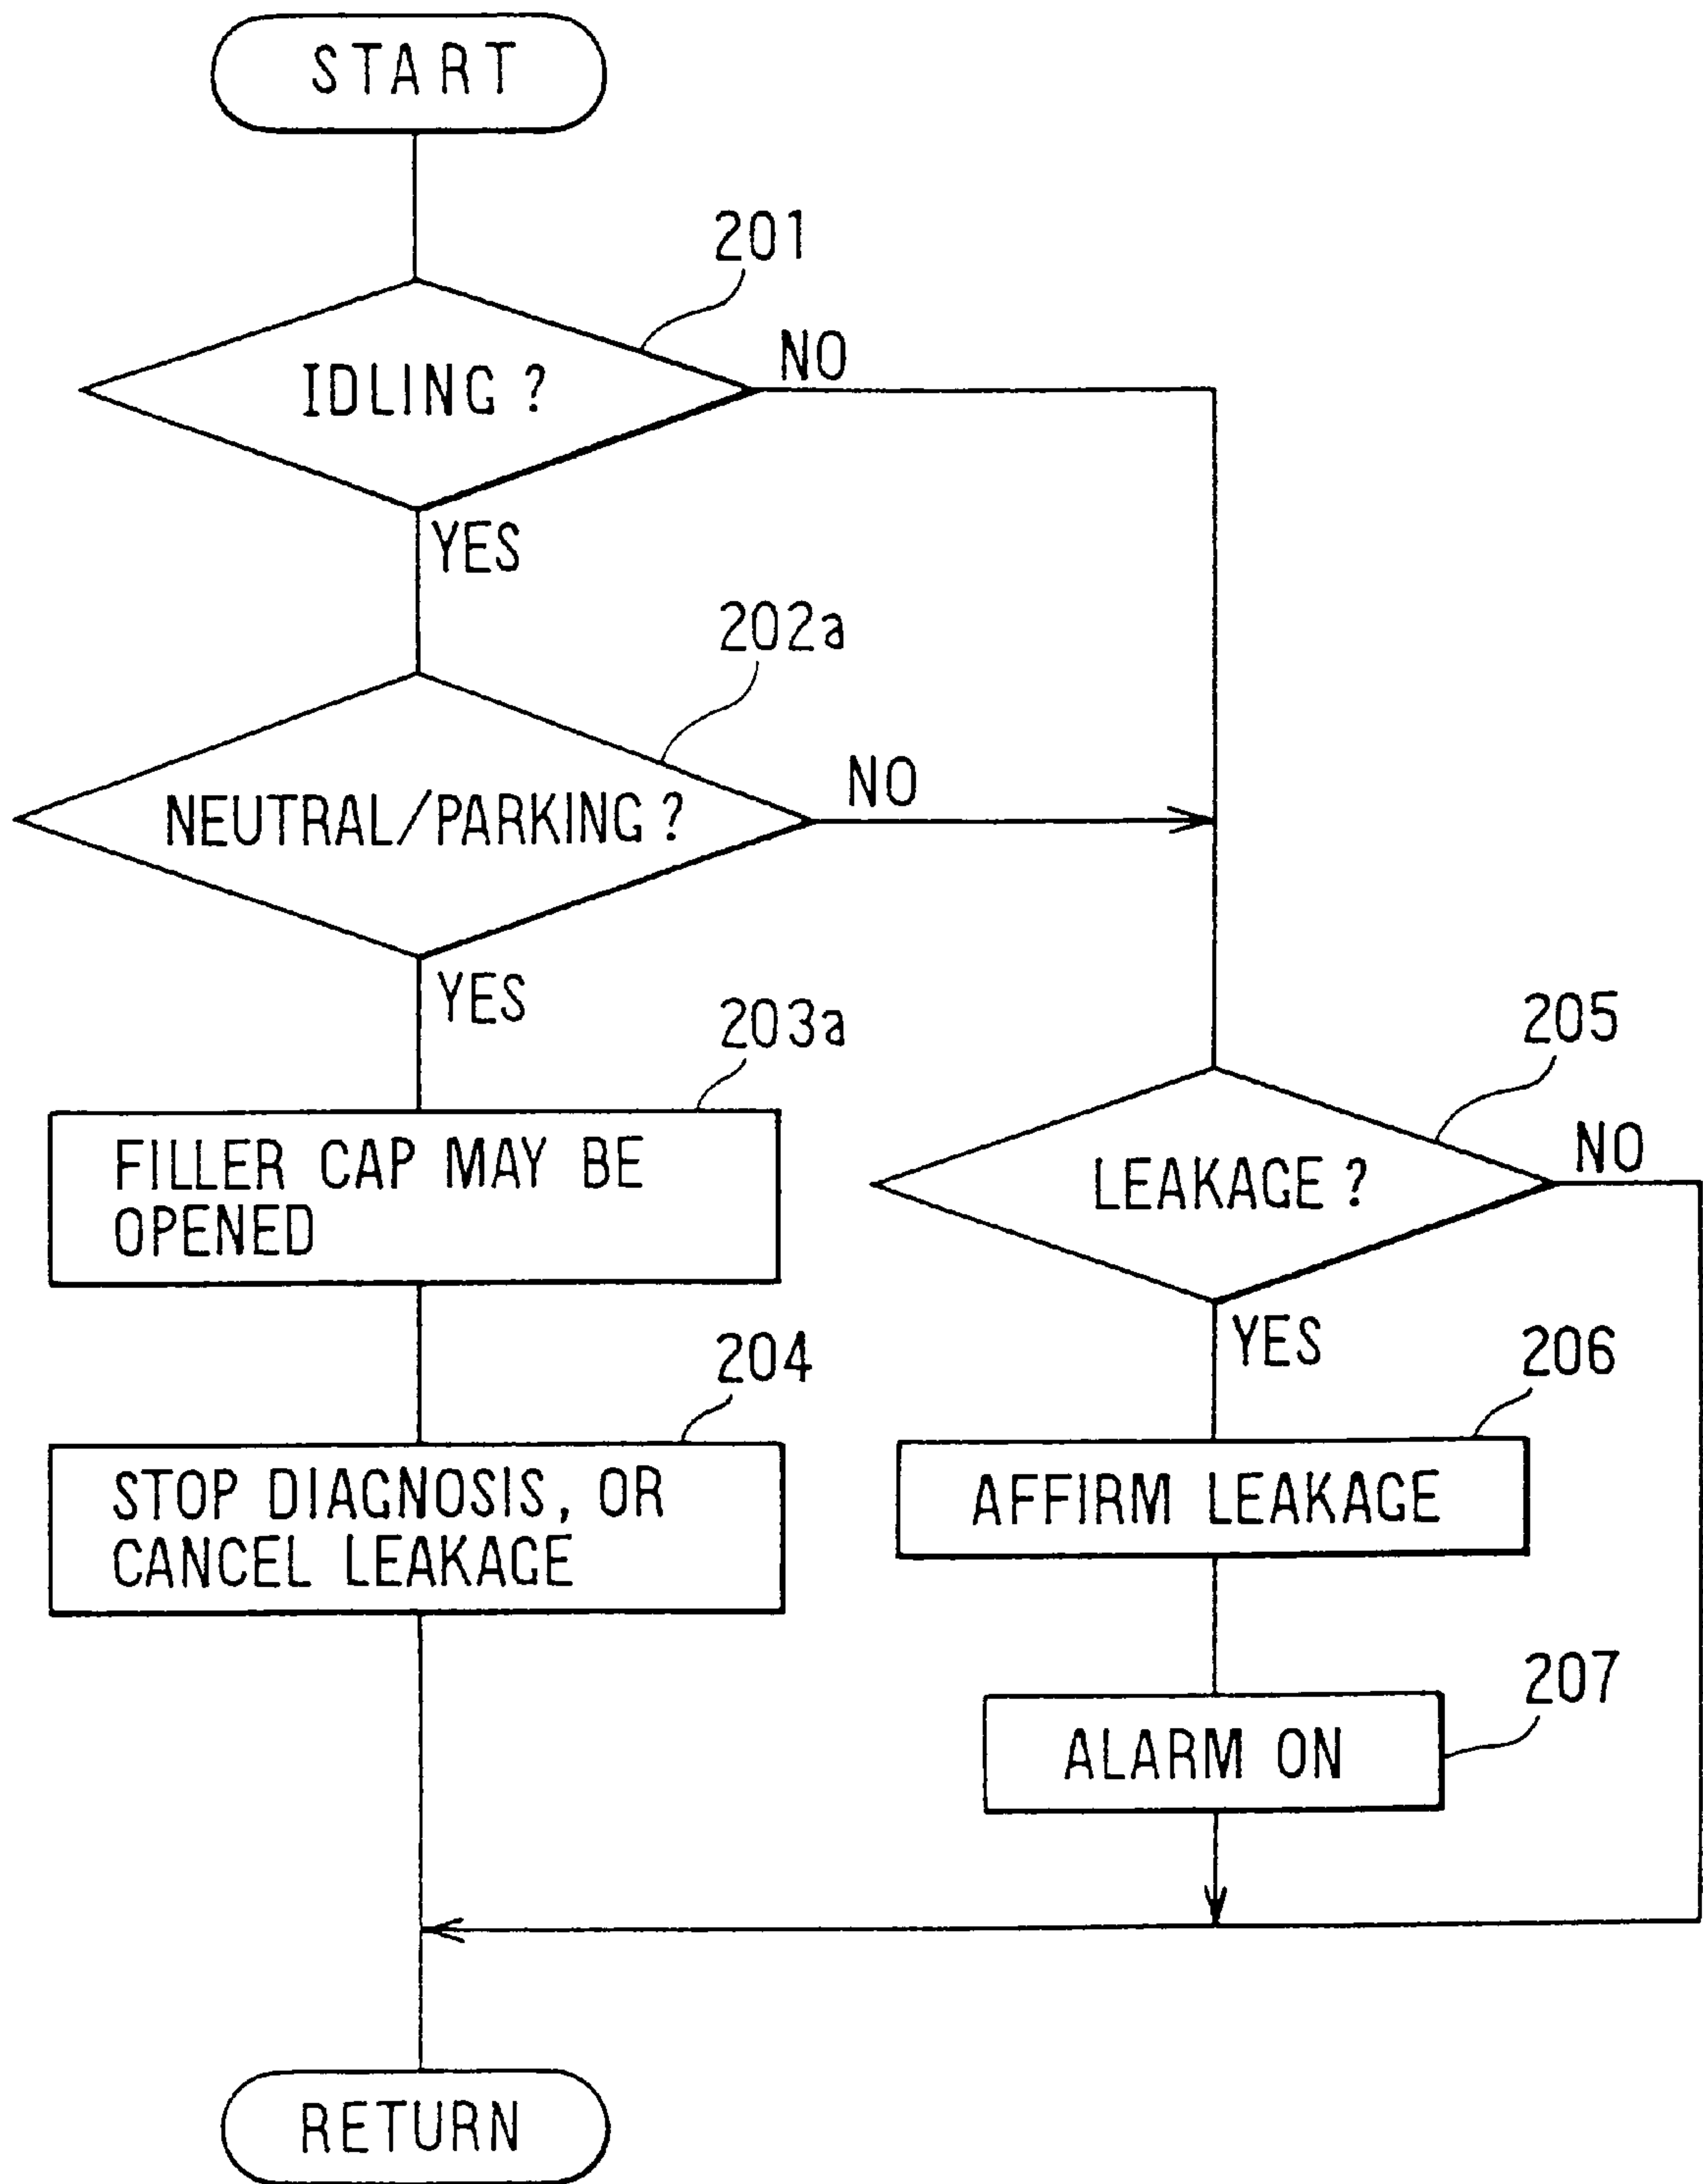 START
201
IDLING ?
NO
YES
202a
NEUTRAL/PARKING ?
NO
YES
203a
FILLER CAP MAY BE
OPENED
204
STOP DIAGNOSIS, OR
CANCEL LEAKAGE
205
LEAKAGE ?
NO
YES
206
AFFIRM LEAKAGE
207
ALARM ON
RETURN